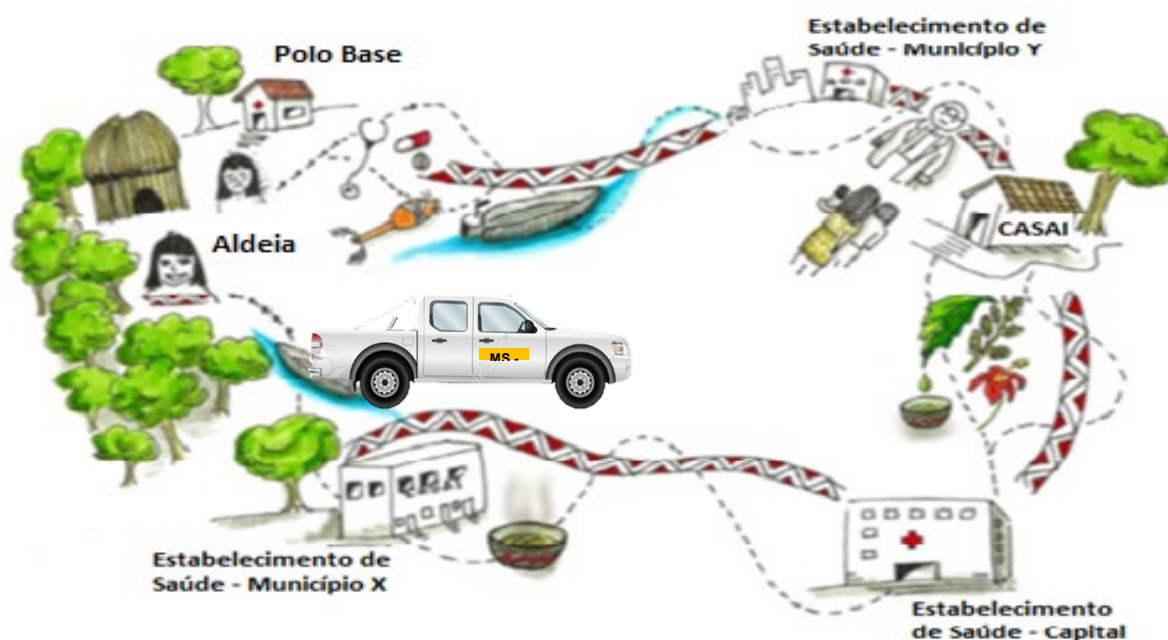 Estabelecimento de
Saúde - Município Y
Polo Base
CASAI
Aldeia
MS -
Estabelecimento de
Saúde - Município X
Estabelecimento
de Saúde - Capital